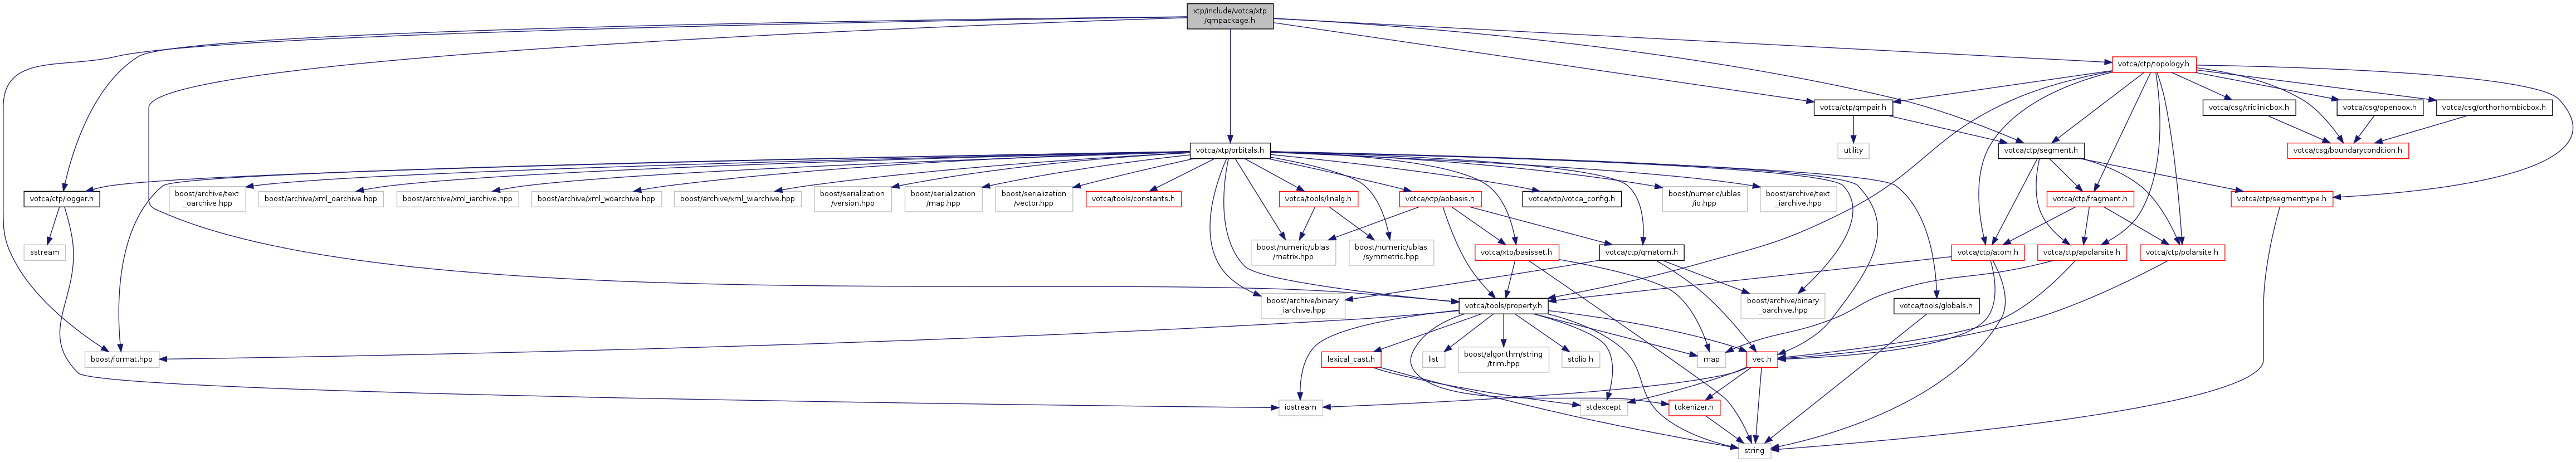 xtp/include/votca/xtp
/qmpackage.h
votca/ctp/topology.h
votca/ctp/qmpair.h
votca/csg/triclinicbox.h
votca/csg/openbox.h
votca/csg/orthorhombicbox.h
votca/xtp/orbitals.h
utility
votca/ctp/segment.h
votca/csg/boundarycondition.h
votca/ctp/logger.h
boost/archive/text
_oarchive.hpp
boost/archive/xml_oarchive.hpp
boost/archive/xml_iarchive.hpp
boost/archive/xml_woarchive.hpp
boost/archive/xml_wiarchive.hpp
boost/serialization
/version.hpp
boost/serialization
/map.hpp
boost/serialization
/vector.hpp
votca/tools/constants.h
votca/tools/linalg.h
votca/xtp/aobasis.h
votca/xtp/votca_config.h
boost/numeric/ublas
/io.hpp
boost/archive/text
_iarchive.hpp
votca/ctp/fragment.h
votca/ctp/segmenttype.h
sstream
boost/numeric/ublas
/matrix.hpp
boost/numeric/ublas
/symmetric.hpp
votca/xtp/basisset.h
votca/ctp/qmatom.h
votca/ctp/atom.h
votca/ctp/apolarsite.h
votca/ctp/polarsite.h
boost/archive/binary
_iarchive.hpp
votca/tools/property.h
boost/archive/binary
_oarchive.hpp
votca/tools/globals.h
boost/format.hpp
lexical_cast.h
list
boost/algorithm/string
/trim.hpp
stdlib.h
map
vec.h
iostream
stdexcept
tokenizer.h
string